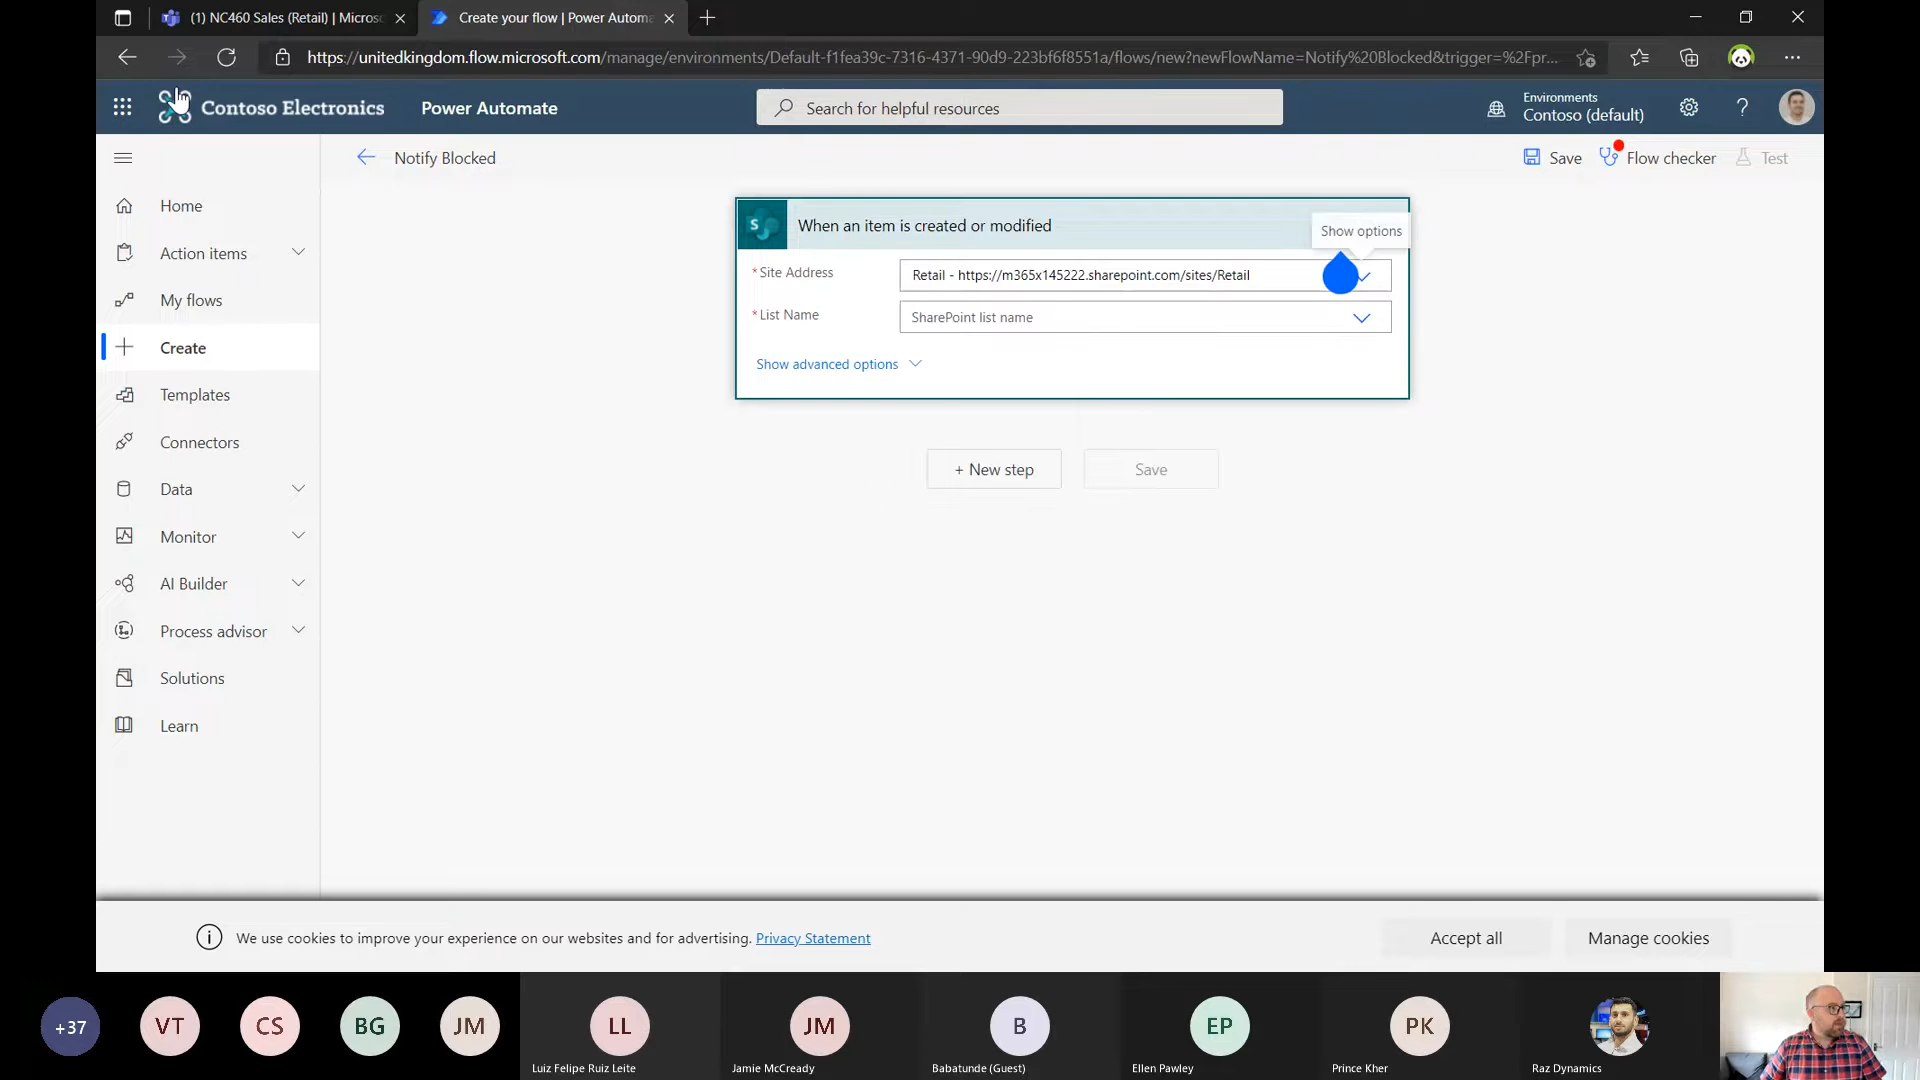 (1) NC460 Sales (Retail) | Micros
Create your flow | Power Automa
https://unitedkingdom.flow.microsoft.com/manage/environments/Default-f1fea39c-7316-4371-90d9-223bf6f8551a/flows/new?newFlowName=Notify%20Blocked&trigger=%2Fpr...
Contoso Electronics
Power Automate
Search for helpful resources
Environments
Contoso (default)
Notify Blocked
Save
Flow checker
Test
Home
Action items
My flows
Create
Templates
Connectors
Data
Monitor
AI Builder
Process advisor
Solutions
Learn
S
When an item is created or modified
Show options
*Site Address
Retail - https://m365x145222.sharepoint.com/sites/Retail
*List Name
SharePoint list name
Show advanced options
+ New step
Save
We use cookies to improve your experience on our websites and for advertising. Privacy Statement
Accept all
Manage cookies
+37
VT
CS
BG
JM
LL
Luiz Felipe Ruiz Leite
JM
Jamie McCready
B
Babatunde (Guest)
EP
Ellen Pawley
PK
Prince Kher
Raz Dynamics